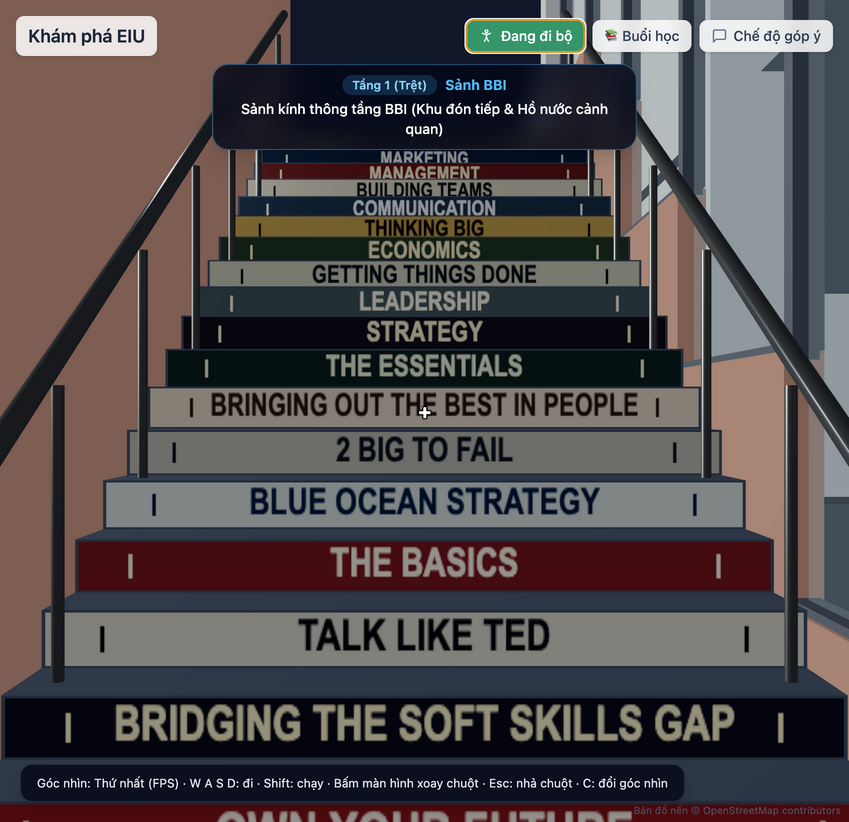 Khám phá EIU
Đang đi bộ
Buổi học
Chế độ góp ý
Tầng 1 (Trệt) Sảnh BBI
Sảnh kính thông tầng BBI (Khu đón tiếp & Hồ nước cảnh
quan)
MARKETING
MANAGEMENT
BUILDING TEAMS
COMMUNICATION
THINKING BIG
ECONOMICS
GETTING THINGS DONE
LEADERSHIP
STRATEGY
THE ESSENTIALS
BRINGING OUT THE BEST IN PEOPLE
2 BIG TO FAIL
BLUE OCEAN STRATEGY
THE BASICS
TALK LIKE TED
BRIDGING THE SOFT SKILLS GAP
Góc nhìn: Thứ nhất (FPS) · W A S D: đi · Shift: chạy · Bấm màn hình xoay chuột · Esc: nhả chuột · C: đổi góc nhìn
Bản đồ nền © OpenStreetMap contributors
OWN YOUR FUTURE